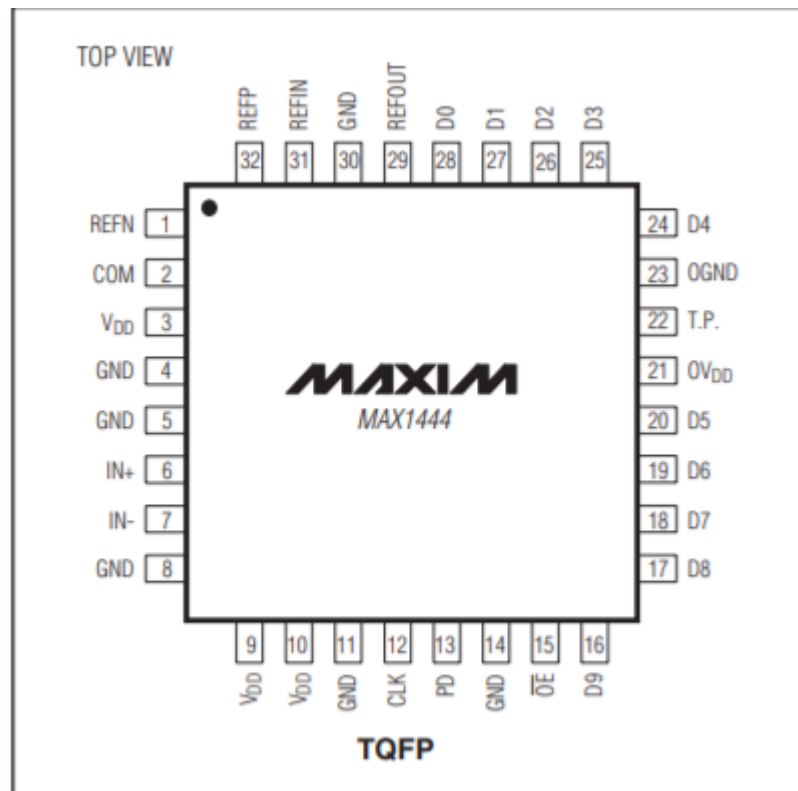 TOP VIEW
REFP REFIN GND REFOUT D0 D1 D2 D3
32 31 30 29 28 27 26 25
REFN 1 24 D4
COM 2 23 OGND
VDD 3 22 T.P.
GND 4 21 OVDD
MAXIM
MAX1444
GND 5 20 D5
IN+ 6 19 D6
IN- 7 18 D7
GND 8 17 D8
9 10 11 12 13 14 15 16
VDD VDD GND CLK PD GND O̅E̅ D9
TQFP